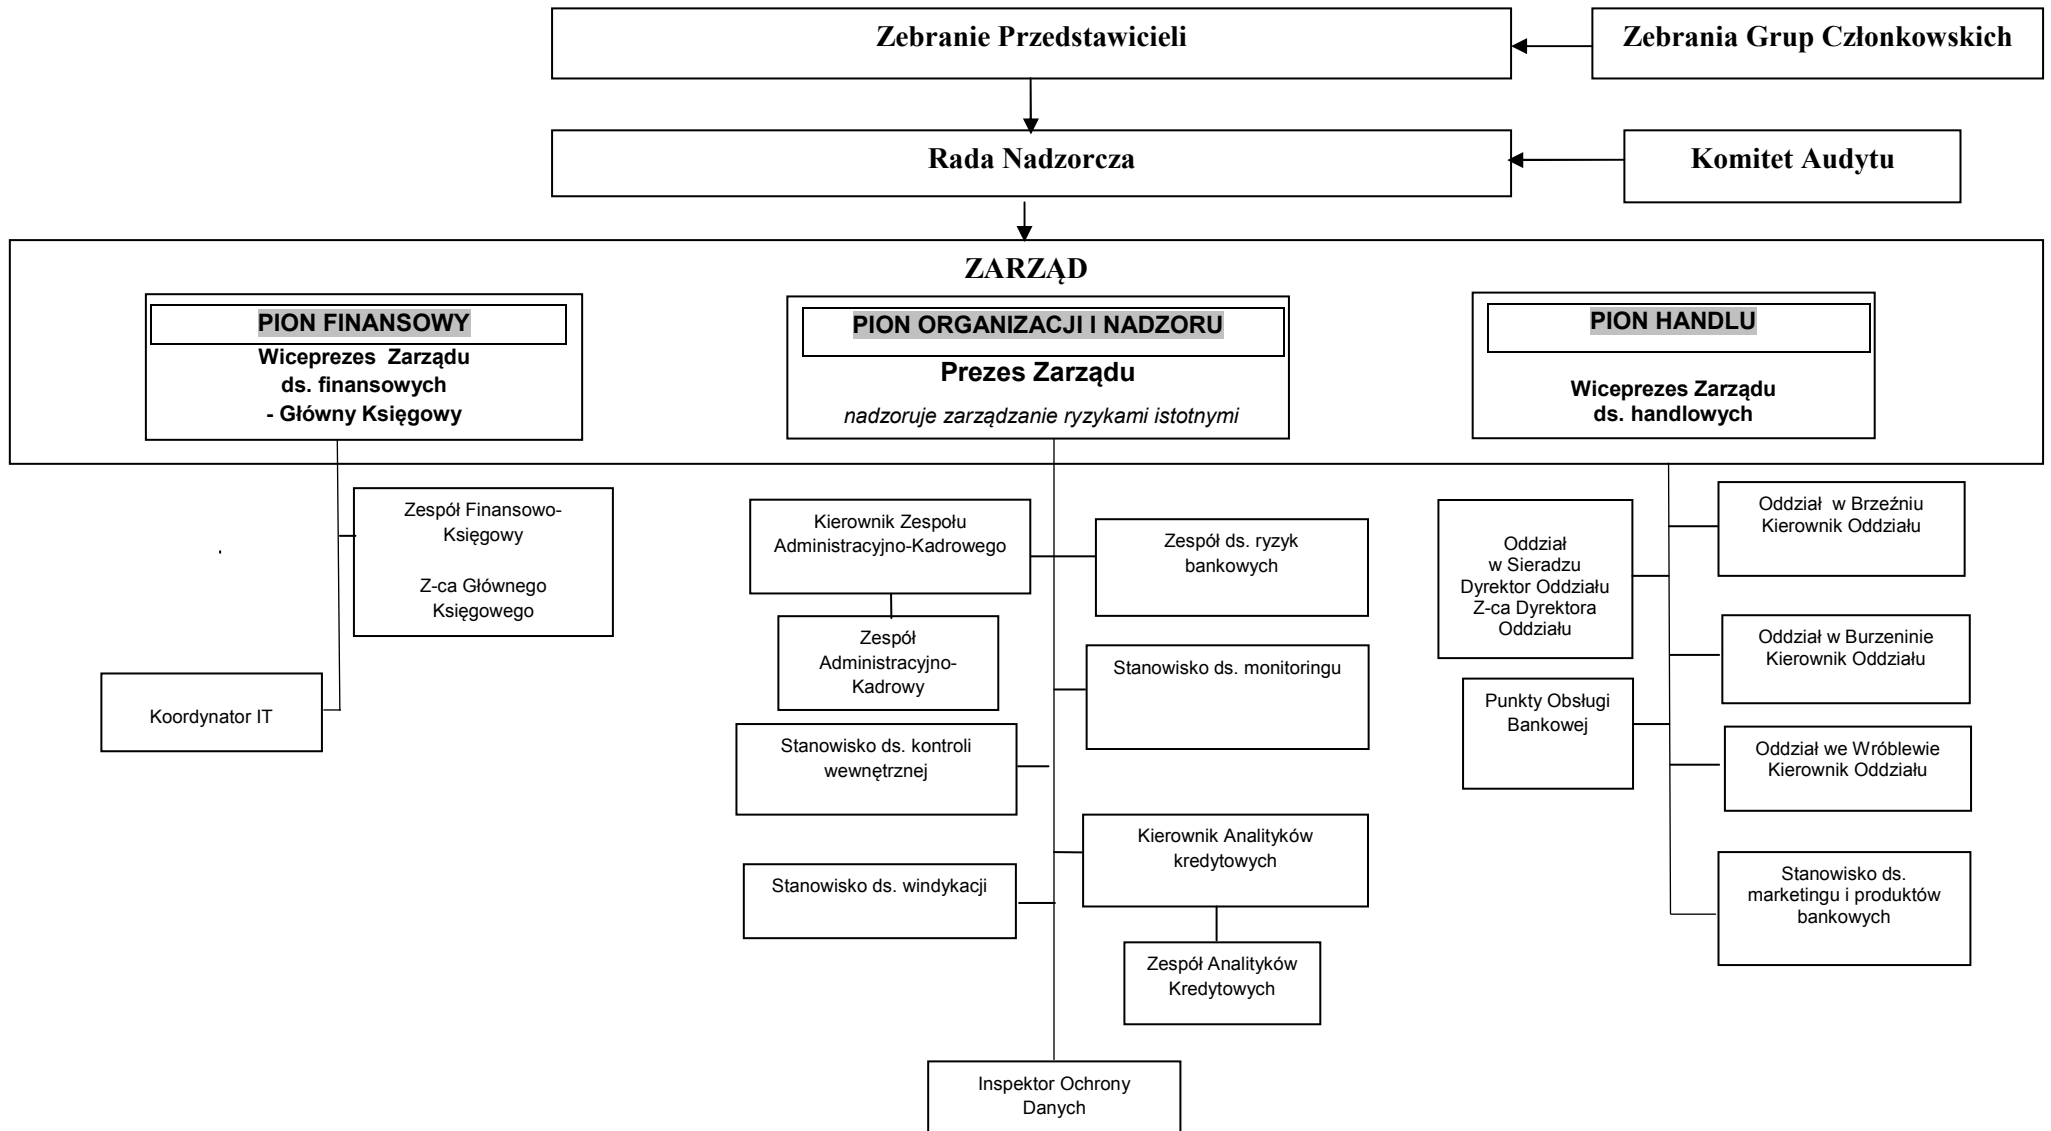 Zebranie Przedstawicieli
Zebrania Grup Członkowskich
Rada Nadzorcza
Komitet Audytu
ZARZĄD
PION FINANSOWY
Wiceprezes Zarządu
ds. finansowych
- Główny Księgowy
PION ORGANIZACJI I NADZORU
Prezes Zarządu
nadzoruje zarządzanie ryzykami istotnymi
PION HANDLU
Wiceprezes Zarządu
ds. handlowych
Zespół Finansowo-
Księgowy
Z-ca Głównego
Księgowego
Koordynator IT
Kierownik Zespołu
Administracyjno-Kadrowego
Zespół ds. ryzyk
bankowych
Zespół
Administracyjno-
Kadrowy
Stanowisko ds. monitoringu
Stanowisko ds. kontroli
wewnętrznej
Kierownik Analityków
kredytowych
Stanowisko ds. windykacji
Zespół Analityków
Kredytowych
Inspektor Ochrony
Danych
Oddział
w Sieradzu
Dyrektor Oddziału
Z-ca Dyrektora
Oddziału
Oddział w Brzeźniu
Kierownik Oddziału
Oddział w Burzeninie
Kierownik Oddziału
Punkty Obsługi
Bankowej
Oddział we Wróblewie
Kierownik Oddziału
Stanowisko ds.
marketingu i produktów
bankowych